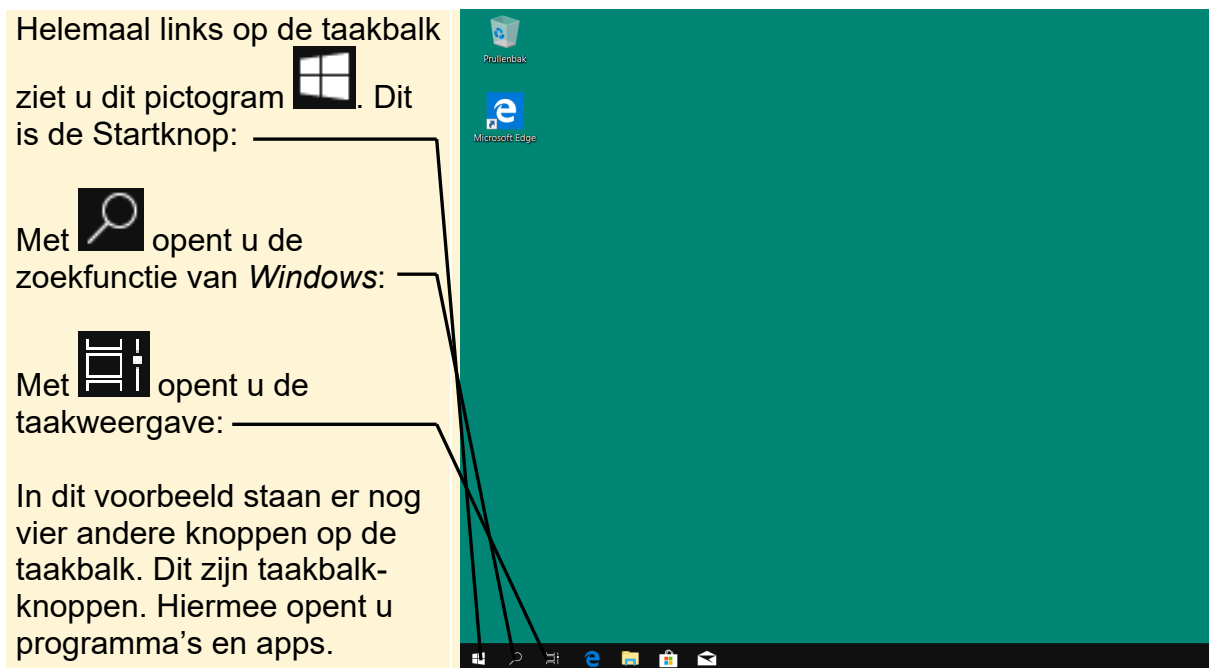 Helemaal links op de taakbalk
ziet u dit pictogram . Dit
is de Startknop:
Met opent u de
zoekfunctie van Windows:
Met opent u de
taakweergave:
In dit voorbeeld staan er nog
vier andere knoppen op de
taakbalk. Dit zijn taakbalk-
knoppen. Hiermee opent u
programma's en apps.
Prullenbak
Microsoft Edge